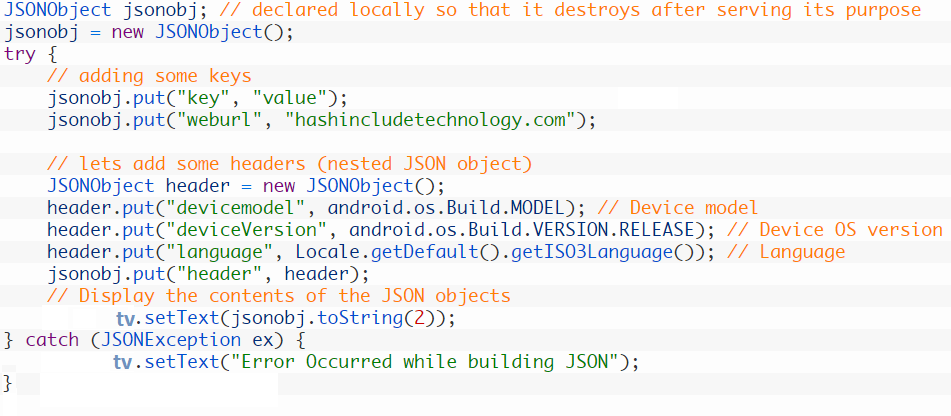 JSONObject jsonobj; // declared locally so that it destroys after serving its purpose
jsonobj = new JSONObject();
try {
    // adding some keys
    jsonobj.put("key", "value");
    jsonobj.put("weburl", "hashincludetechnology.com");

    // lets add some headers (nested JSON object)
    JSONObject header = new JSONObject();
    header.put("devicemodel", android.os.Build.MODEL); // Device model
    header.put("deviceVersion", android.os.Build.VERSION.RELEASE); // Device OS version
    header.put("language", Locale.getDefault().getISO3Language()); // Language
    jsonobj.put("header", header);
    // Display the contents of the JSON objects
          tv.setText(jsonobj.toString(2));
} catch (JSONException ex) {
          tv.setText("Error Occurred while building JSON");
}